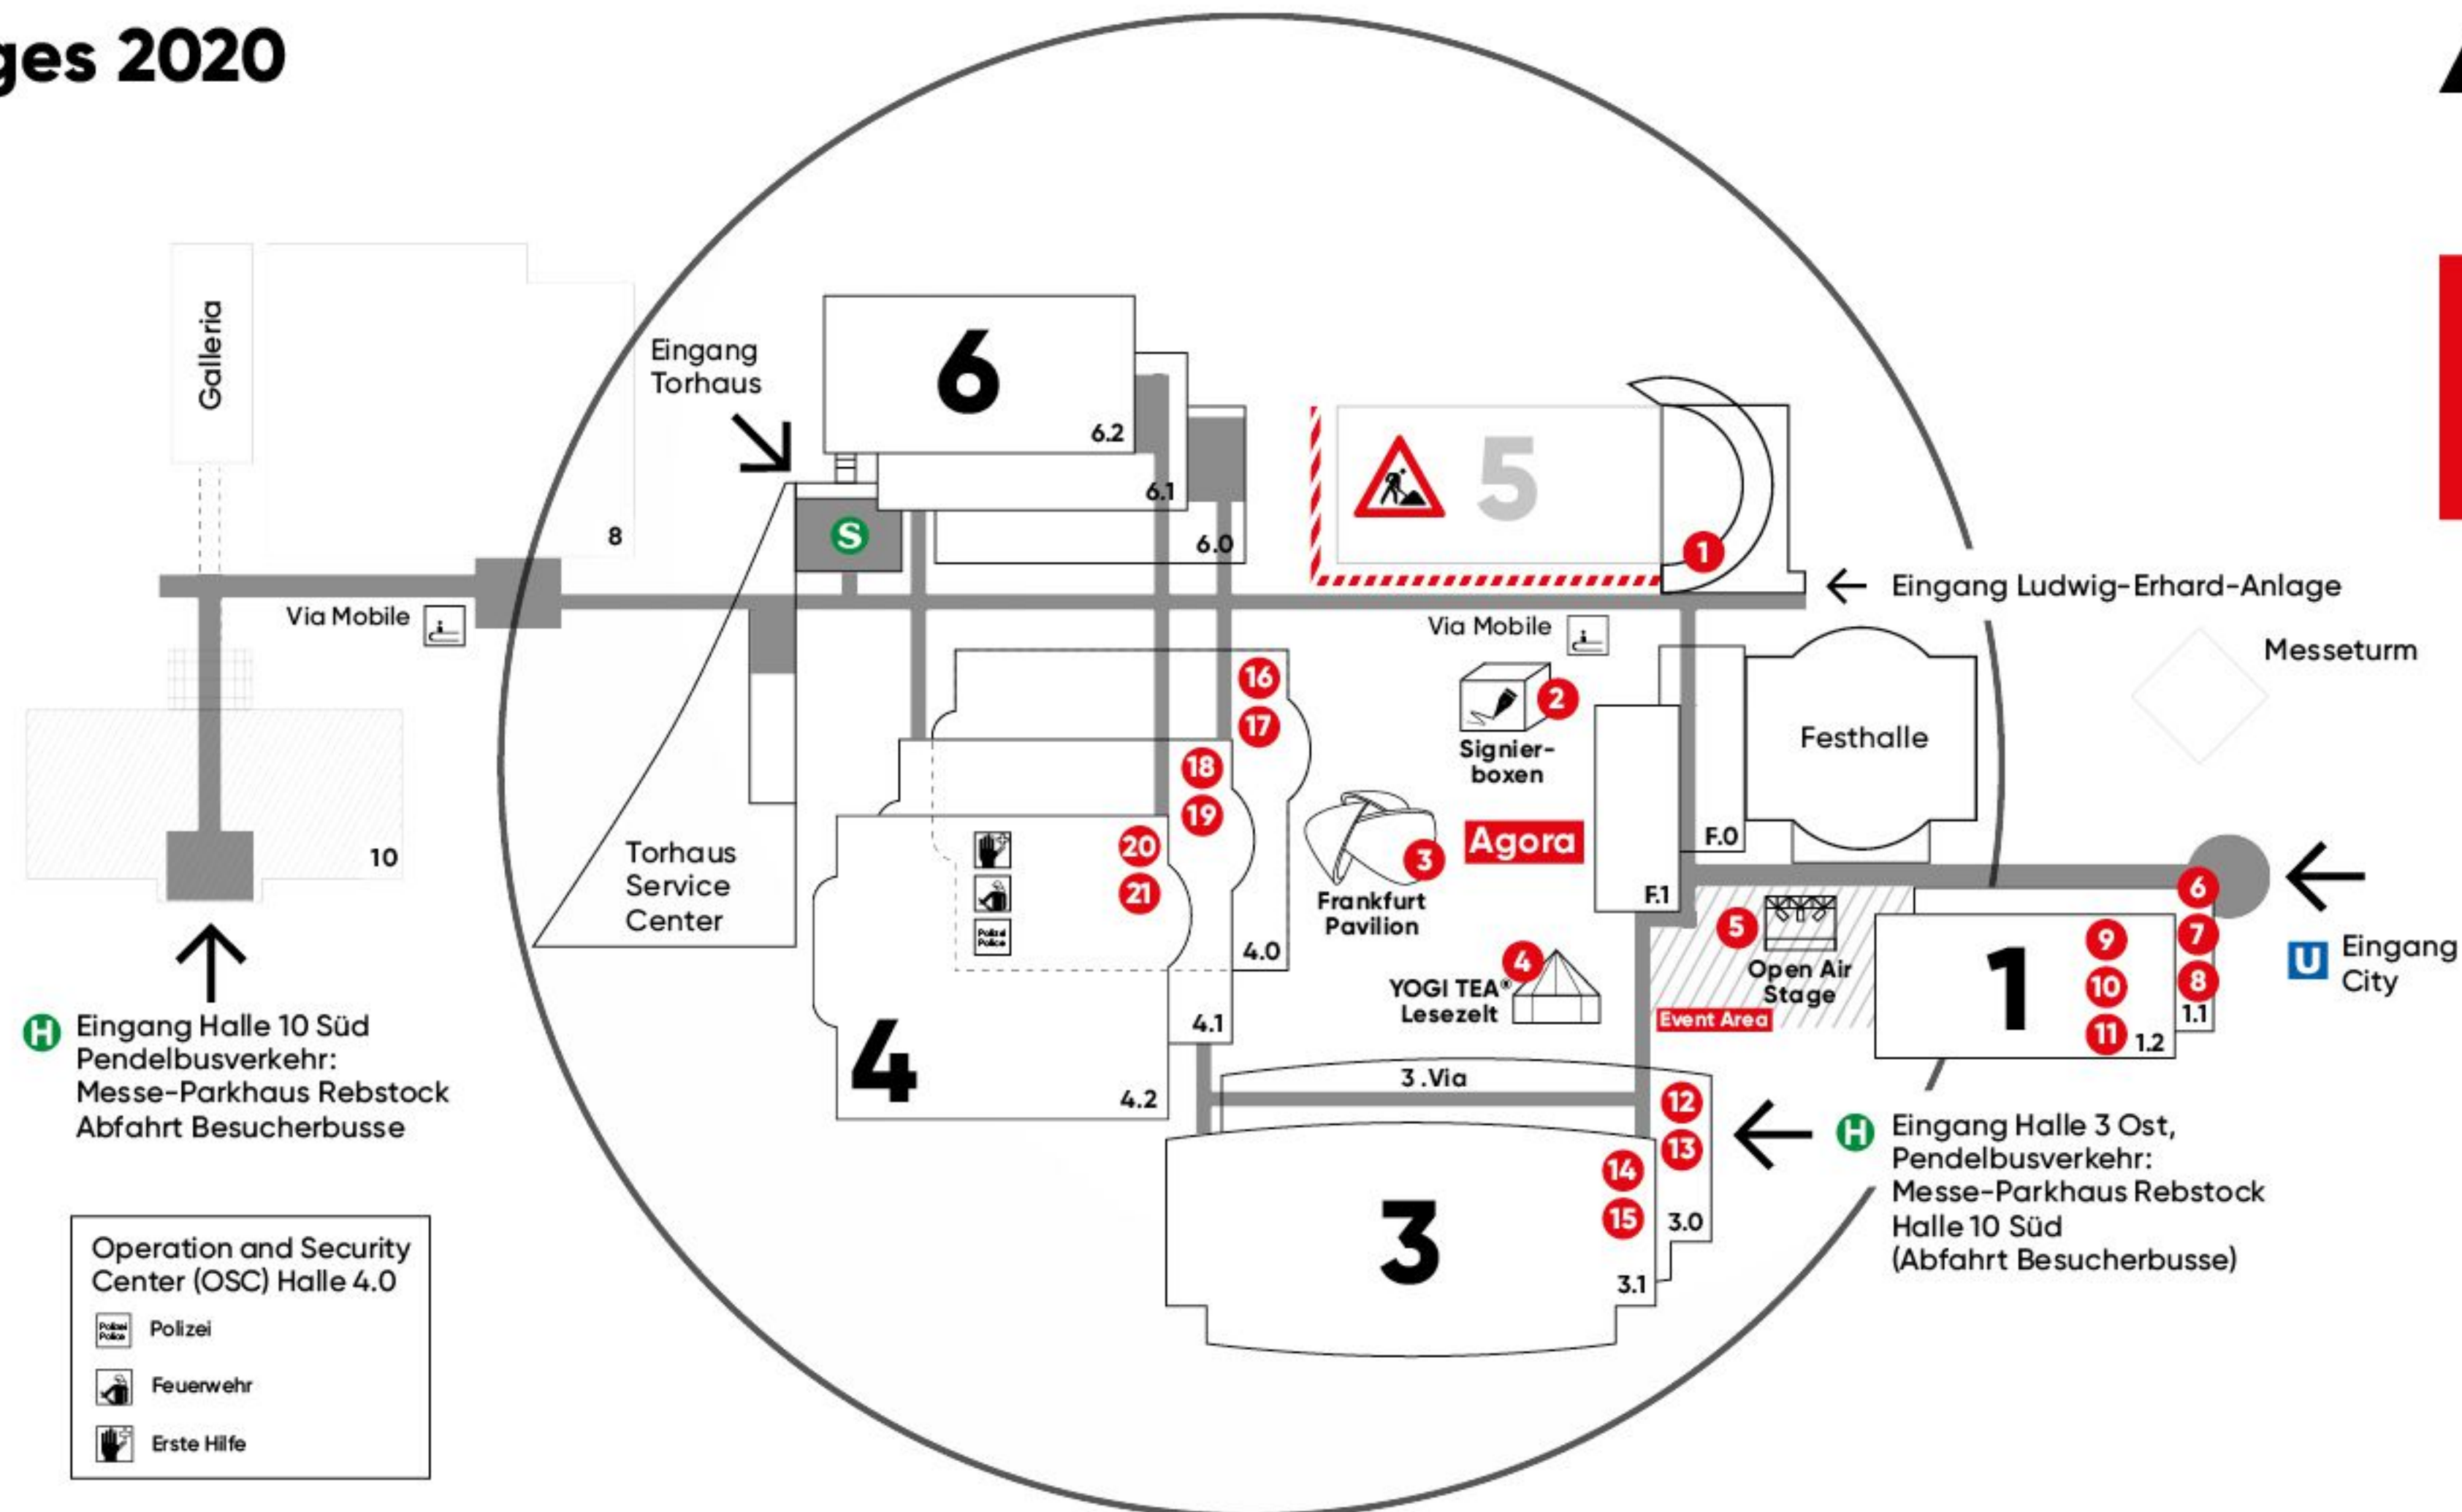 ges 2020
Galleria
8
Eingang
Torhaus
6
6.2
6.1
6.0
S
5
1
Eingang Ludwig-Erhard-Anlage
Via Mobile
Via Mobile
Messeturm
16
17
2
Signier-
boxen
Festhalle
18
19
20
21
Polizei
Police
3
Frankfurt
Pavilion
Agora
F.0
F.1
10
Torhaus
Service
Center
4.0
4
YOGI TEA®
Lesezelt
5
Open Air
Stage
Event Area
6
7
8
1.1
1
9
10
11
1.2
U
Eingang
City
4.1
4
4.2
3.Via
12
13
14
15
3.0
3
3.1
H
Eingang Halle 10 Süd
Pendelbusverkehr:
Messe-Parkhaus Rebstock
Abfahrt Besucherbusse
H
Eingang Halle 3 Ost,
Pendelbusverkehr:
Messe-Parkhaus Rebstock
Halle 10 Süd
(Abfahrt Besucherbusse)
Operation and Security
Center (OSC) Halle 4.0
Polizei
Police
Polizei
Feuerwehr
Erste Hilfe